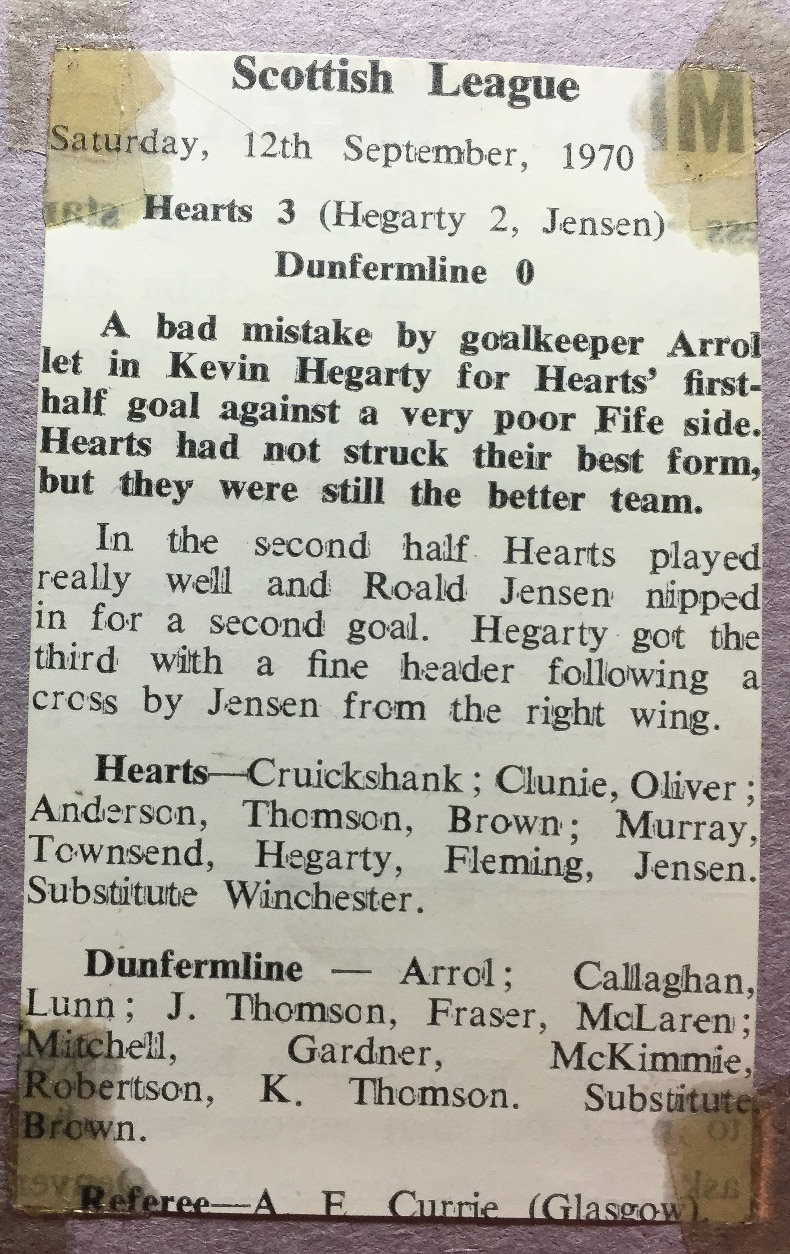 Scottish League
Saturday, 12th September, 1970
Hearts 3 (Hegarty 2, Jensen)
Dunfermline 0
A bad mistake by goalkeeper Arrol
let in Kevin Hegarty for Hearts' first-
half goal against a very poor Fife side.
Hearts had not struck their best form,
but they were still the better team.
In the second half Hearts played
really well and Roald Jensen nipped
in for a second goal. Hegarty got the
third with a fine header following a
cross by Jensen from the right wing.
Hearts—Cruickshank; Clunie, Oliver;
Anderson, Thomson, Brown; Murray,
Townsend, Hegarty, Fleming, Jensen.
Substitute Winchester.
Dunfermline — Arrol; Callaghan,
Lunn; J. Thomson, Fraser, McLaren;
Mitchell, Gardner, McKimmie,
Robertson, K. Thomson. Substitute
Brown.
Referee—A F Currie (Glasgow).